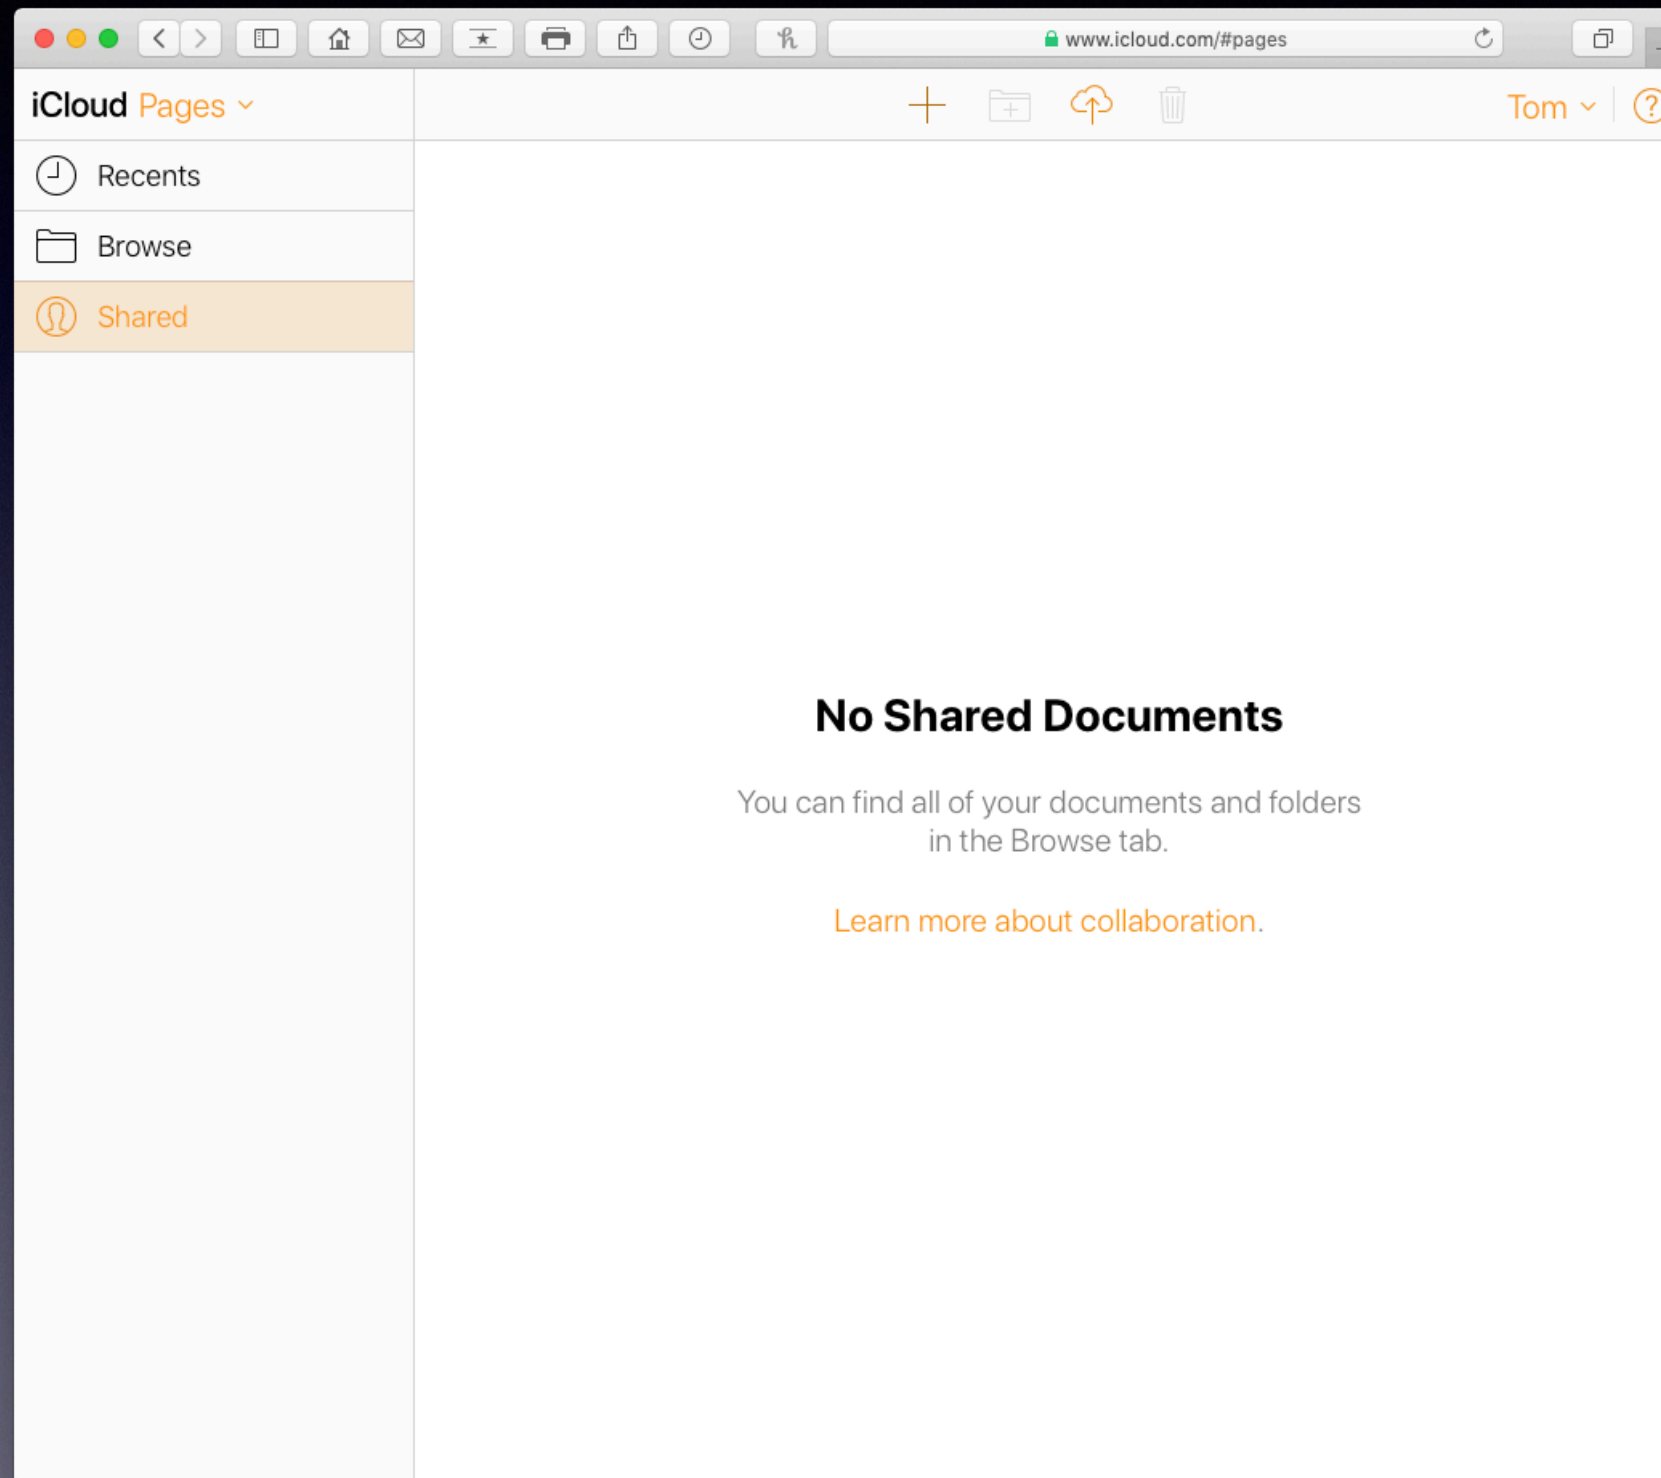 www.icloud.com/#pages
iCloud Pages
Tom
?
Recents
Browse
Shared
No Shared Documents
You can find all of your documents and folders
in the Browse tab.
Learn more about collaboration.